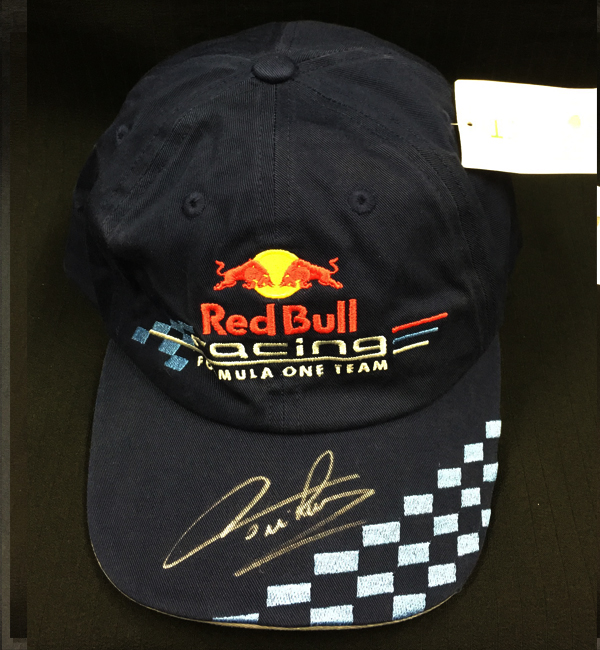 Red Bull
racing
FORMULA ONE TEAM